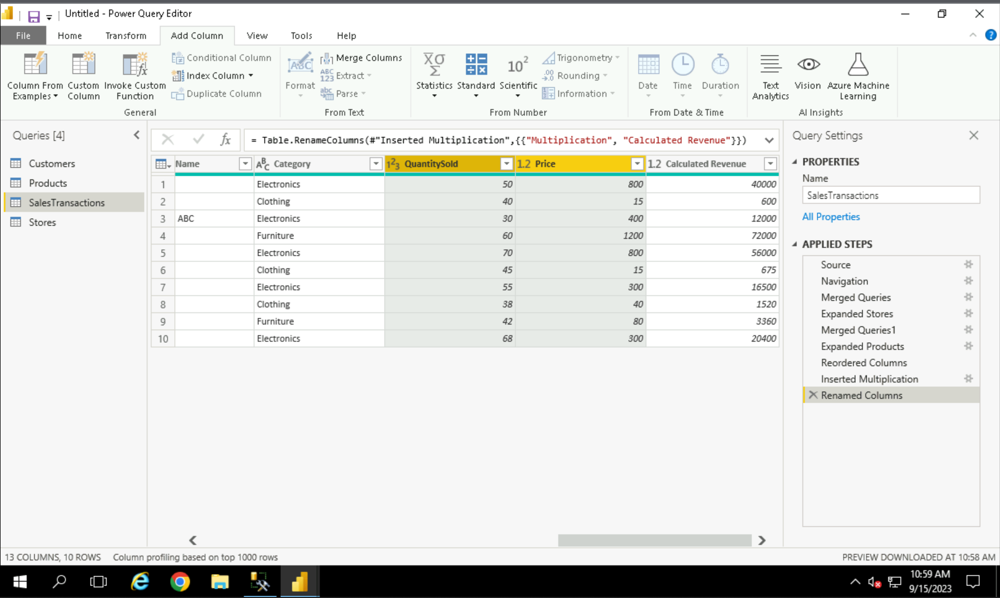 Untitled - Power Query Editor
File Home Transform Add Column View Tools Help
Column From Examples
Custom Column
Invoke Custom Function
Conditional Column
Index Column
Duplicate Column
General
Format
Merge Columns
Extract
Parse
From Text
Statistics
Standard
Scientific
Trigonometry
Rounding
Information
From Number
Date
Time
Duration
From Date & Time
Text Analytics
Vision
Azure Machine Learning
AI Insights
Queries [4]
Customers
Products
SalesTransactions
Stores
fx = Table.RenameColumns(#"Inserted Multiplication",{{"Multiplication", "Calculated Revenue"}})
Name ABC Category 123 QuantitySold 1.2 Price 1.2 Calculated Revenue
1 Electronics 50 800 40000
2 Clothing 40 15 600
3 ABC Electronics 30 400 12000
4 Furniture 60 1200 72000
5 Electronics 70 800 56000
6 Clothing 45 15 675
7 Electronics 55 300 16500
8 Clothing 38 40 1520
9 Furniture 42 80 3360
10 Electronics 68 300 20400
Query Settings
PROPERTIES
Name
SalesTransactions
All Properties
APPLIED STEPS
Source
Navigation
Merged Queries
Expanded Stores
Merged Queries1
Expanded Products
Reordered Columns
Inserted Multiplication
Renamed Columns
13 COLUMNS, 10 ROWS Column profiling based on top 1000 rows
PREVIEW DOWNLOADED AT 10:58 AM
10:59 AM
9/15/2023